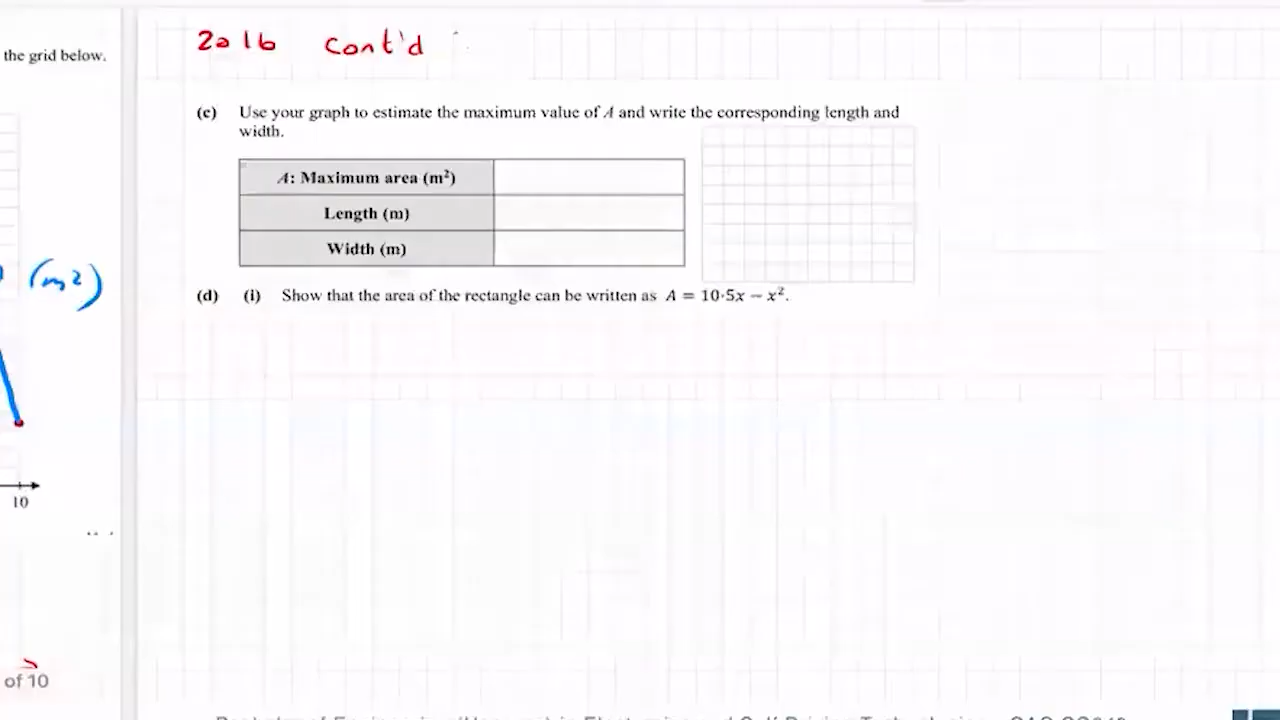 the grid below.
2016 Cont'd
(c) Use your graph to estimate the maximum value of A and write the corresponding length and
width.
A: Maximum area (m²)
Length (m)
Width (m)
(m²)
(d) (i) Show that the area of the rectangle can be written as A = 10·5x − x².
10
of 10